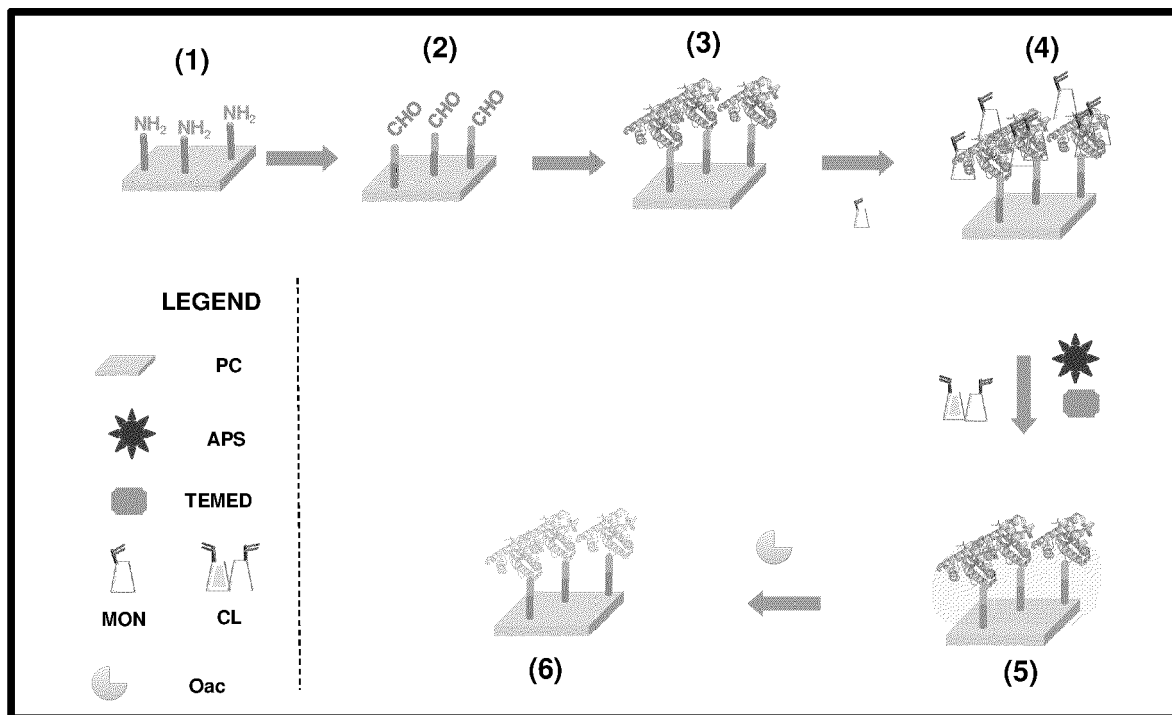 (1)
(2)
(3)
(4)
NH2
NH2
NH2
CHO
CHO
CHO
LEGEND
PC
APS
TEMED
MON
CL
Oac
(6)
(5)